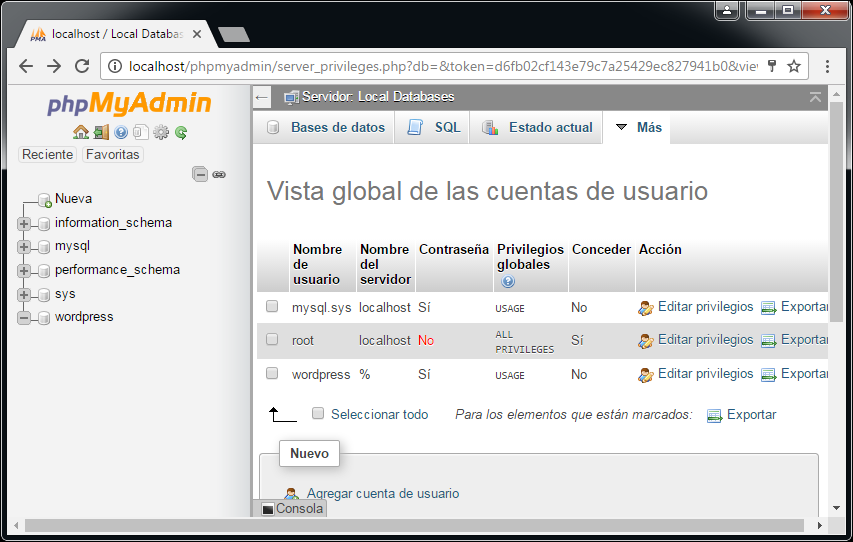 localhost / Local Databas
localhost/phpmyadmin/server_privileges.php?db=&token=d6fb02cf143e79c7a25429ec827941b0&vie
phpMyAdmin
Reciente Favoritas
Nueva
information_schema
mysql
performance_schema
sys
wordpress
Servidor: Local Databases
Bases de datos SQL Estado actual Más
Vista global de las cuentas de usuario
Nombre de usuario Nombre del servidor Contraseña Privilegios globales Conceder Acción
mysql.sys localhost Sí USAGE No Editar privilegios Exportar
root localhost No ALL PRIVILEGES Sí Editar privilegios Exportar
wordpress % Sí USAGE No Editar privilegios Exportar
Seleccionar todo Para los elementos que están marcados: Exportar
Nuevo
Agregar cuenta de usuario
Consola